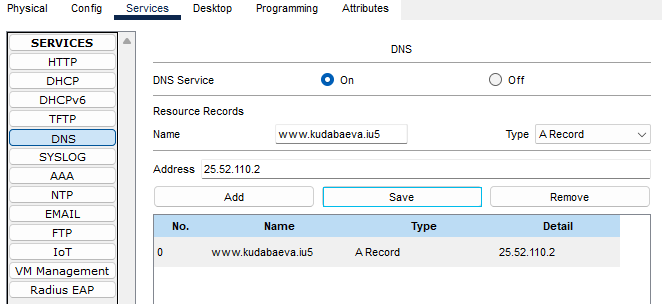 Physical Config Services Desktop Programming Attributes
SERVICES
HTTP
DHCP
DHCPv6
TFTP
DNS
SYSLOG
AAA
NTP
EMAIL
FTP
IoT
VM Management
Radius EAP
DNS
DNS Service On Off
Resource Records
Name www.kudabaeva.iu5 Type A Record
Address 25.52.110.2
Add Save Remove
No. Name Type Detail
0 www.kudabaeva.iu5 A Record 25.52.110.2